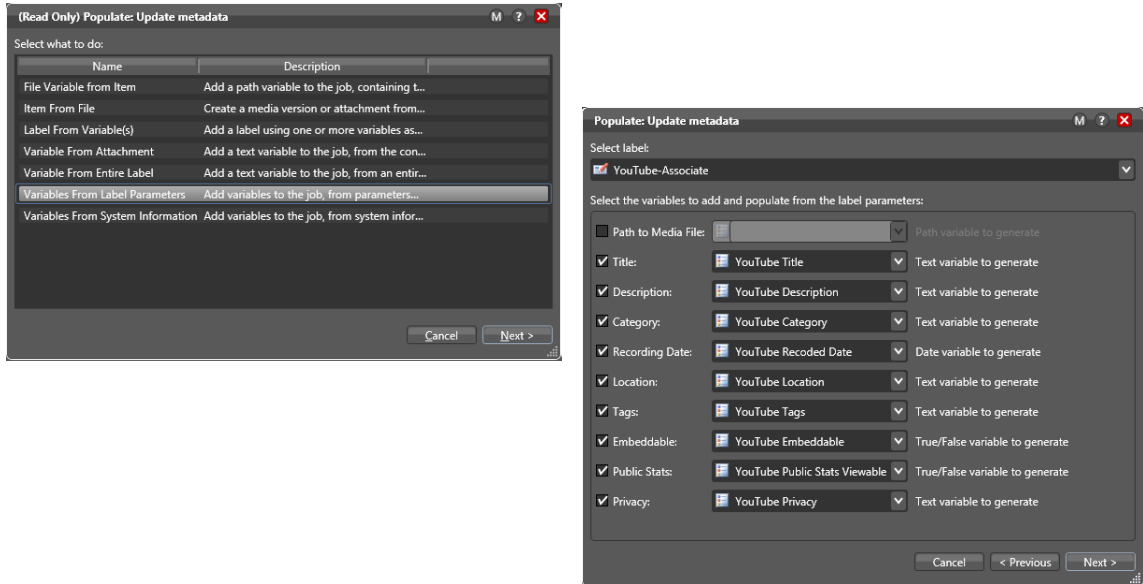 (Read Only) Populate: Update metadata M ?
Select what to do:
Name Description
File Variable from Item Add a path variable to the job, containing t...
Item From File Create a media version or attachment from...
Label From Variable(s) Add a label using one or more variables as...
Variable From Attachment Add a text variable to the job, from the con...
Variable From Entire Label Add a text variable to the job, from an entir...
Variables From Label Parameters Add variables to the job, from parameters...
Variables From System Information Add variables to the job, from system infor...
Cancel Next >
Populate: Update metadata M ?
Select label:
YouTube-Associate
Select the variables to add and populate from the label parameters:
Path to Media File: Path variable to generate
Title: YouTube Title Text variable to generate
Description: YouTube Description Text variable to generate
Category: YouTube Category Text variable to generate
Recording Date: YouTube Recoded Date Date variable to generate
Location: YouTube Location Text variable to generate
Tags: YouTube Tags Text variable to generate
Embeddable: YouTube Embeddable True/False variable to generate
Public Stats: YouTube Public Stats Viewable True/False variable to generate
Privacy: YouTube Privacy Text variable to generate
Cancel < Previous Next >